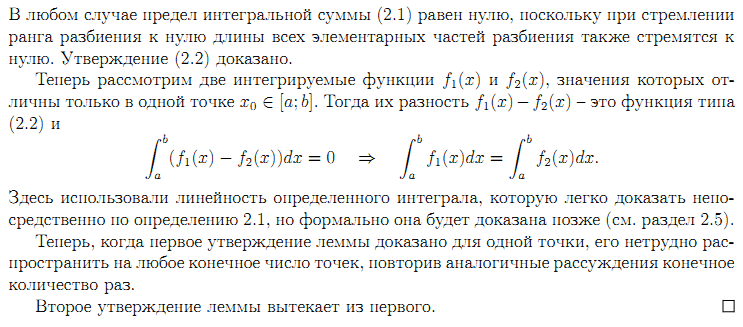 В любом случае предел интегральной суммы (2.1) равен нулю, поскольку при стремлении
ранга разбиения к нулю длины всех элементарных частей разбиения также стремятся к
нулю. Утверждение (2.2) доказано.
Теперь рассмотрим две интегрируемые функции f₁(x) и f₂(x), значения которых от-
личны только в одной точке x₀ ∈ [a; b]. Тогда их разность f₁(x) – f₂(x) – это функция типа
(2.2) и
∫ₐᵇ (f₁(x) − f₂(x))dx = 0 ⇒ ∫ₐᵇ f₁(x)dx = ∫ₐᵇ f₂(x)dx.
Здесь использовали линейность определенного интеграла, которую легко доказать непо-
средственно по определению 2.1, но формально она будет доказана позже (см. раздел 2.5).
Теперь, когда первое утверждение леммы доказано для одной точки, его нетрудно рас-
пространить на любое конечное число точек, повторив аналогичные рассуждения конечное
количество раз.
Второе утверждение леммы вытекает из первого. □